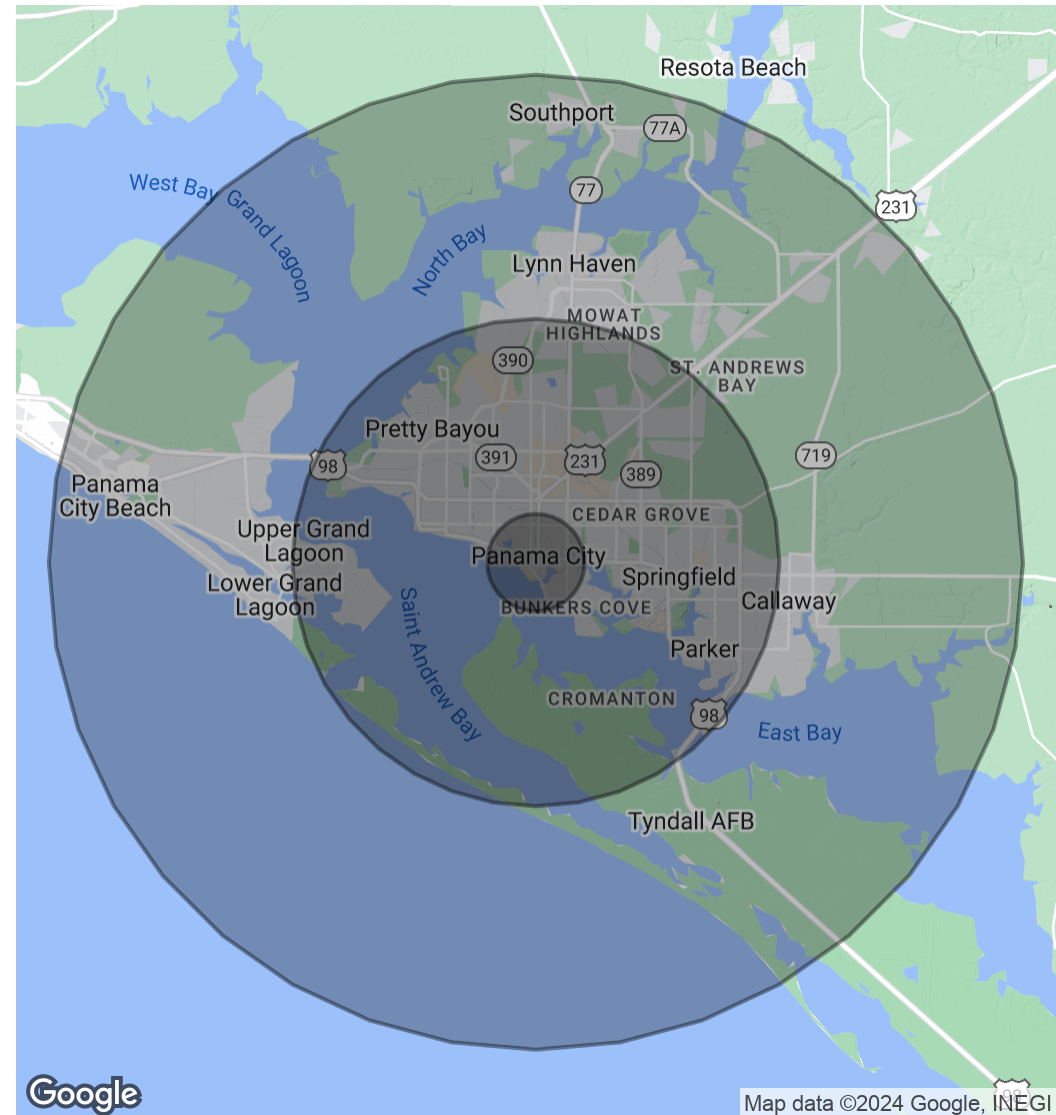 Resota Beach
Southport
77A
West Bay
Grand Lagoon
77
231
North Bay
Lynn Haven
MOWAT
HIGHLANDS
390
ST. ANDREWS
BAY
Pretty Bayou
391
231
719
98
389
Panama
City Beach
CEDAR GROVE
Upper Grand
Lagoon
Panama City
Springfield
Lower Grand
Lagoon
BUNKERS COVE
Callaway
Saint Andrew Bay
Parker
CROMANTON
98
East Bay
Tyndall AFB
98
Google
Map data ©2024 Google, INEGI